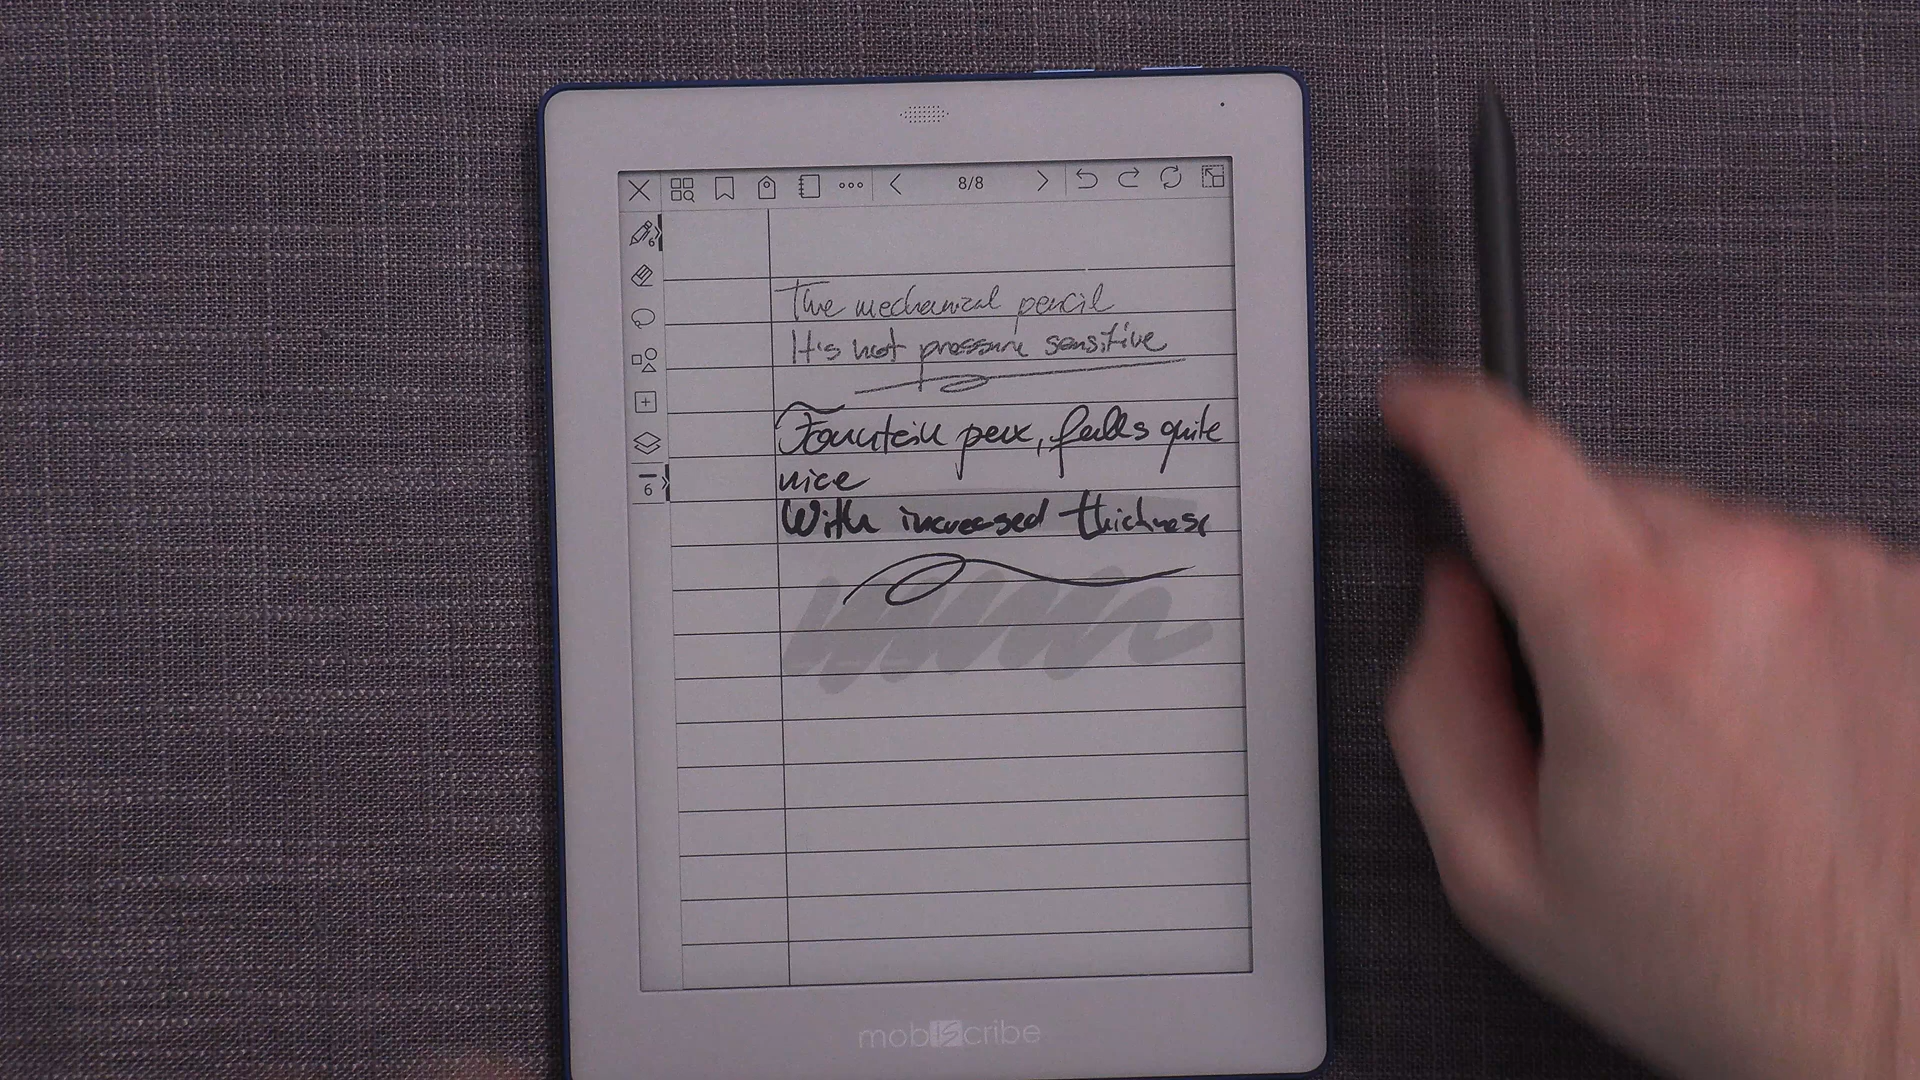 8/8
6
The mechanical pencil
It's not pressure sensitive
Fountain pen, feels quite
nice
With increased thickness
6
mobiscribe